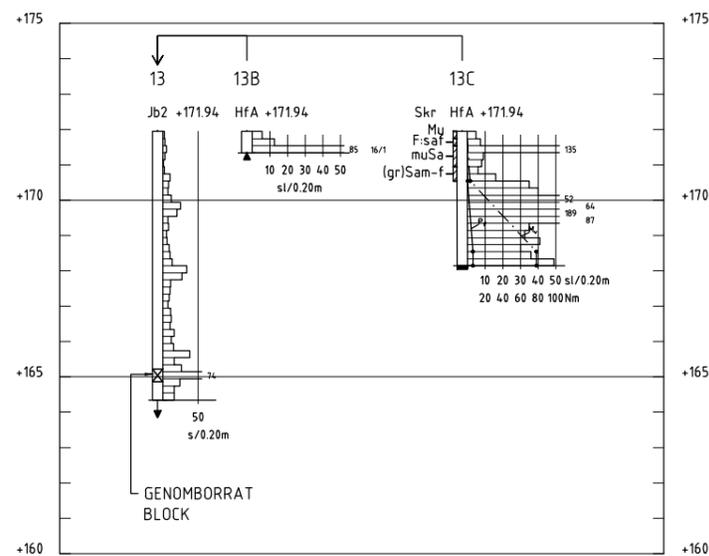 +175 +175
13 13B 13C
Jb2 +171.94 HfA +171.94 Skr HfA +171.94
My
F:saf
muSa
(gr)Sam-f
85 16/1
135
10 20 30 40 50
sl/0.20m
+170 +170
52
64
189
87
10 20 30 40 50 sl/0.20m
20 40 60 80 100Nm
+165 +165
74
50
s/0.20m
GENOMBORRAT
BLOCK
+160 +160